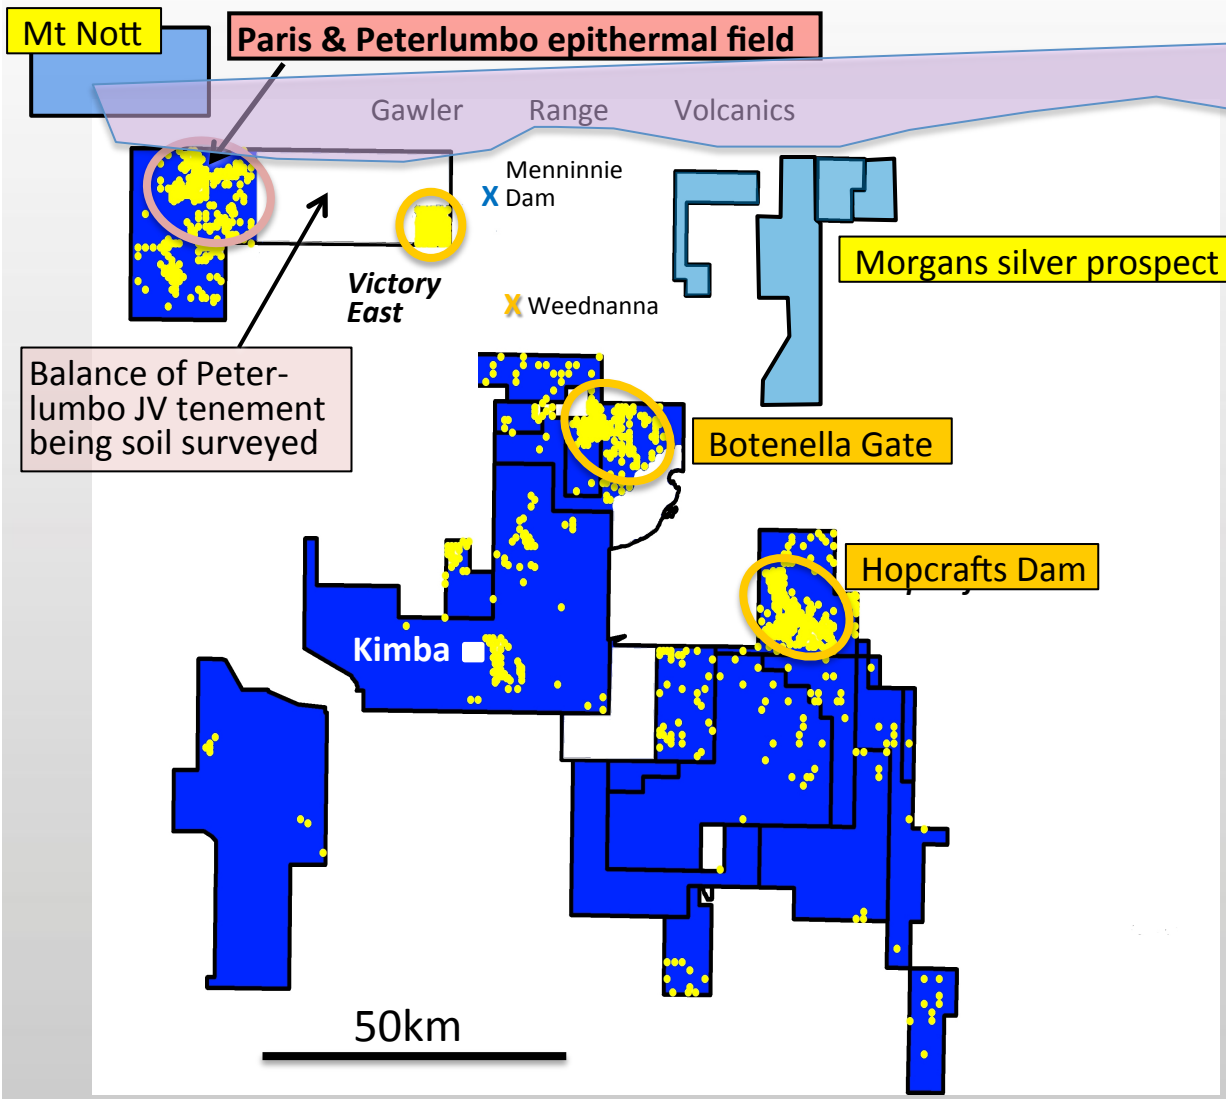 Mt Nott
Paris & Peterlumbo epithermal field
Gawler Range Volcanics
Menninnie
X Dam
Morgans silver prospect
Victory
East
X Weednanna
Balance of Peter-
lumbo JV tenement
being soil surveyed
Botenella Gate
Hopcrafts Dam
Kimba
50km